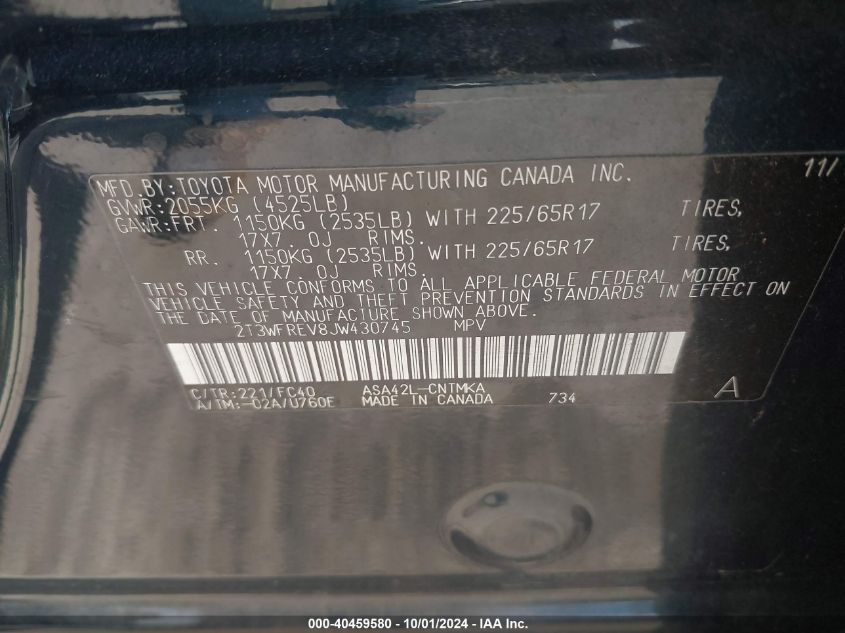 MFD.BY:TOYOTA MOTOR MANUFACTURING CANADA INC. 11/
GVWR:2055KG (4525LB)
GAWR:FRT. 1150KG (2535LB) WITH 225/65R17 TIRES,
17X7.0J RIMS.
RR. 1150KG (2535LB) WITH 225/65R17 TIRES,
17X7.0J RIMS.
THIS VEHICLE CONFORMS TO ALL APPLICABLE FEDERAL MOTOR
VEHICLE SAFETY AND THEFT PREVENTION STANDARDS IN EFFECT ON
THE DATE OF MANUFACTURE SHOWN ABOVE.
2T3WFREV8JW430745 MPV
C/TR:221/FC40 ASA42L-CNTMKA A
A/TM:-02A/U760E MADE IN CANADA 734
000-40459580 - 10/01/2024 - IAA Inc.